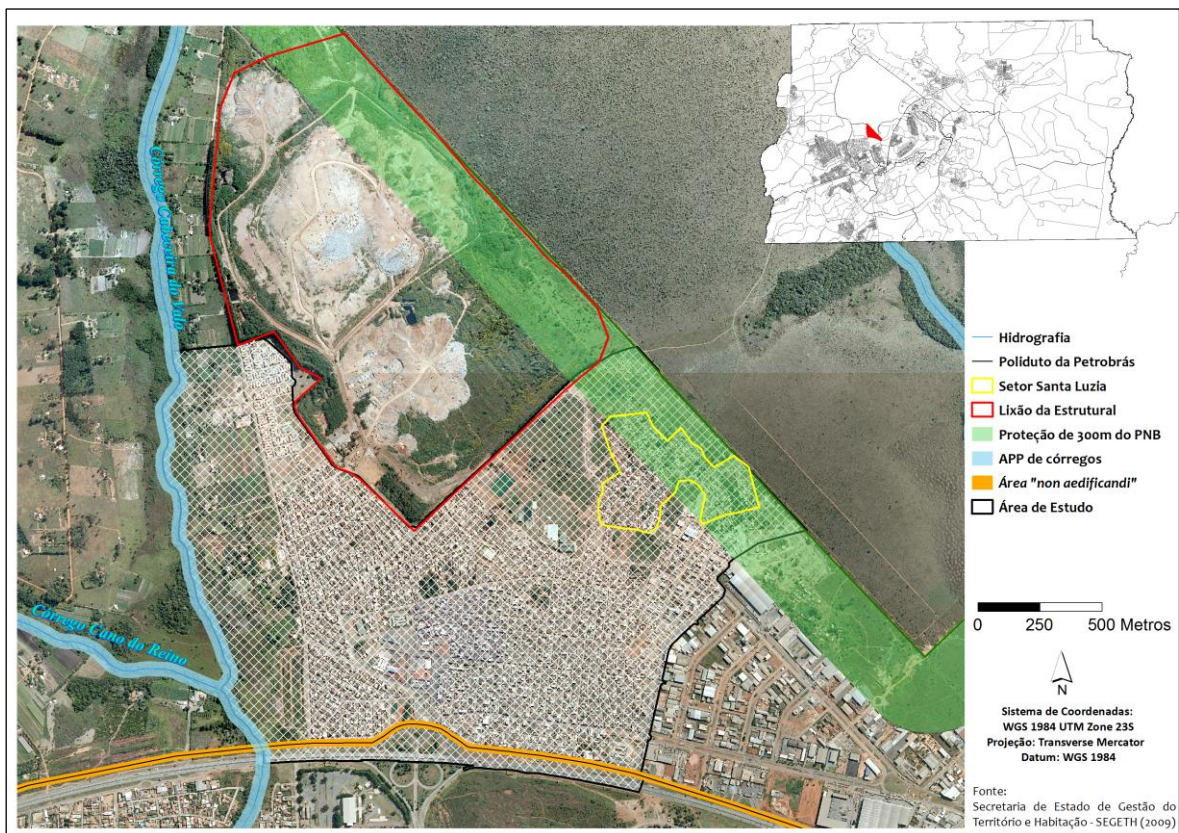 Córrego Cabeceira do Valo
Córrego Cano do Reino
Hidrografia
Poliduto da Petrobrás
Setor Santa Luzia
Lixão da Estrutural
Proteção de 300m do PNB
APP de córregos
Área "non aedificandi"
Área de Estudo
0 250 500 Metros
N
Sistema de Coordenadas:
WGS 1984 UTM Zone 23S
Projeção: Transverse Mercator
Datum: WGS 1984
Fonte:
Secretaria de Estado de Gestão do
Território e Habitação - SEGETH (2009)